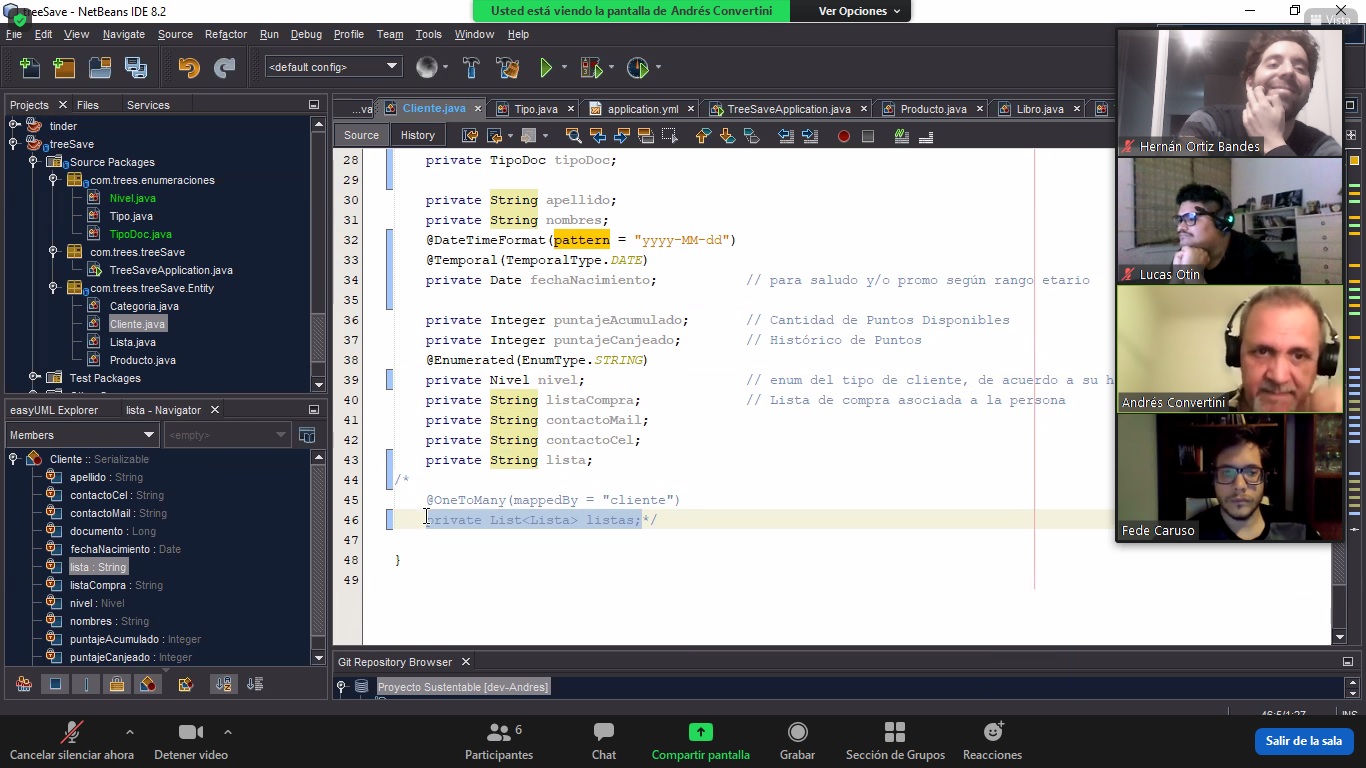 treeSave - NetBeans IDE 8.2
Usted está viendo la pantalla de Andrés Convertini
Ver Opciones
Vista
File Edit View Navigate Source Refactor Run Debug Profile Team Tools Window Help
<default config>
Projects Files Services
...va Cliente.java Tipo.java application.yml TreeSaveApplication.java Producto.java Libro.java
Source History
tinder
treeSave
Source Packages
com.trees.enumeraciones
Nivel.java
Tipo.java
TipoDoc.java
com.trees.treeSave
TreeSaveApplication.java
com.trees.treeSave.Entity
Categoria.java
Cliente.java
Lista.java
Producto.java
Test Packages
easyUML Explorer lista - Navigator
Members <empty>
Cliente :: Serializable
apellido : String
contactoCel : String
contactoMail : String
documento : Long
fechaNacimiento : Date
lista : String
listaCompra : String
nivel : Nivel
nombres : String
puntajeAcumulado : Integer
puntajeCanjeado : Integer
28 private TipoDoc tipoDoc;
29
30 private String apellido;
31 private String nombres;
32 @DateTimeFormat(pattern = "yyyy-MM-dd")
33 @Temporal(TemporalType.DATE)
34 private Date fechaNacimiento; // para saludo y/o promo según rango etario
35
36 private Integer puntajeAcumulado; // Cantidad de Puntos Disponibles
37 private Integer puntajeCanjeado; // Histórico de Puntos
38 @Enumerated(EnumType.STRING)
39 private Nivel nivel; // enum del tipo de cliente, de acuerdo a su h
40 private String listaCompra; // Lista de compra asociada a la persona
41 private String contactoMail;
42 private String contactoCel;
43 private String lista;
44 /*
45 @OneToMany(mappedBy = "cliente")
46 private List<Lista> listas;*/
47
48 }
49
Hernán Ortiz Bandes
Lucas Otin
Andrés Convertini
Fede Caruso
Git Repository Browser
Proyecto Sustentable [dev-Andres]
Cancelar silenciar ahora
Detener video
6
Participantes
Chat
Compartir pantalla
Grabar
Sección de Grupos
Reacciones
Salir de la sala